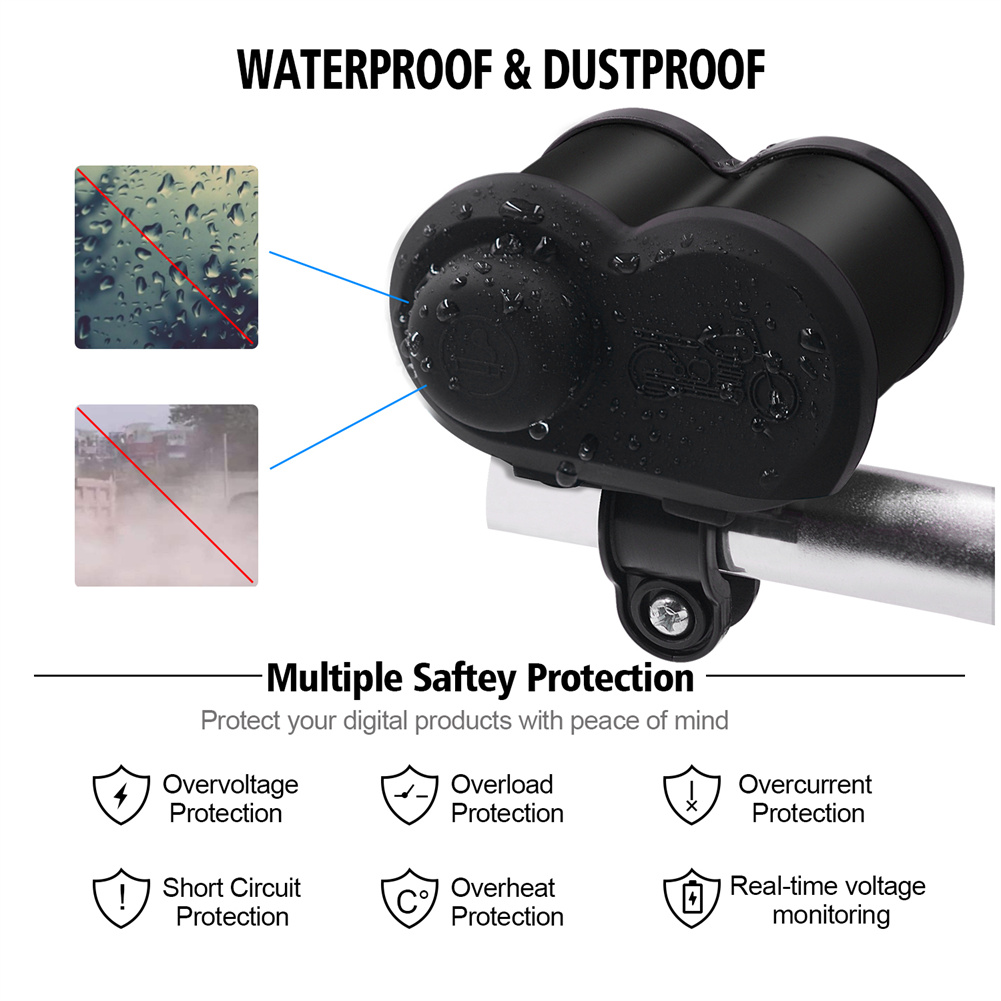 WATERPROOF & DUSTPROOF
Multiple Saftey Protection
Protect your digital products with peace of mind
Overvoltage
Protection
Overload
Protection
Overcurrent
Protection
Short Circuit
Protection
C°
Overheat
Protection
Real-time voltage
monitoring